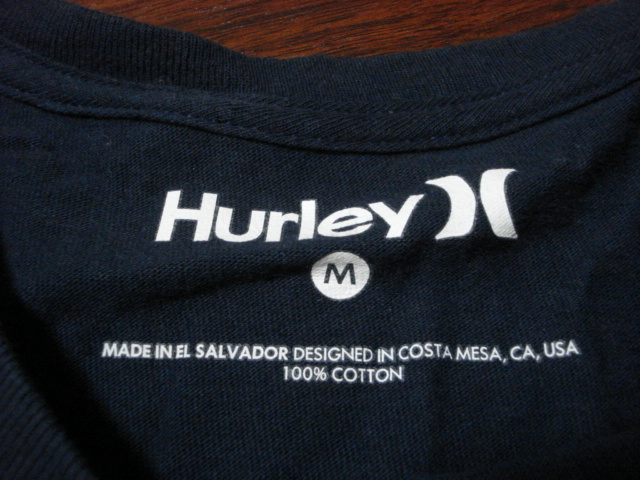 Hurley
M
MADE IN EL SALVADOR DESIGNED IN COSTA MESA, CA, USA
100% COTTON